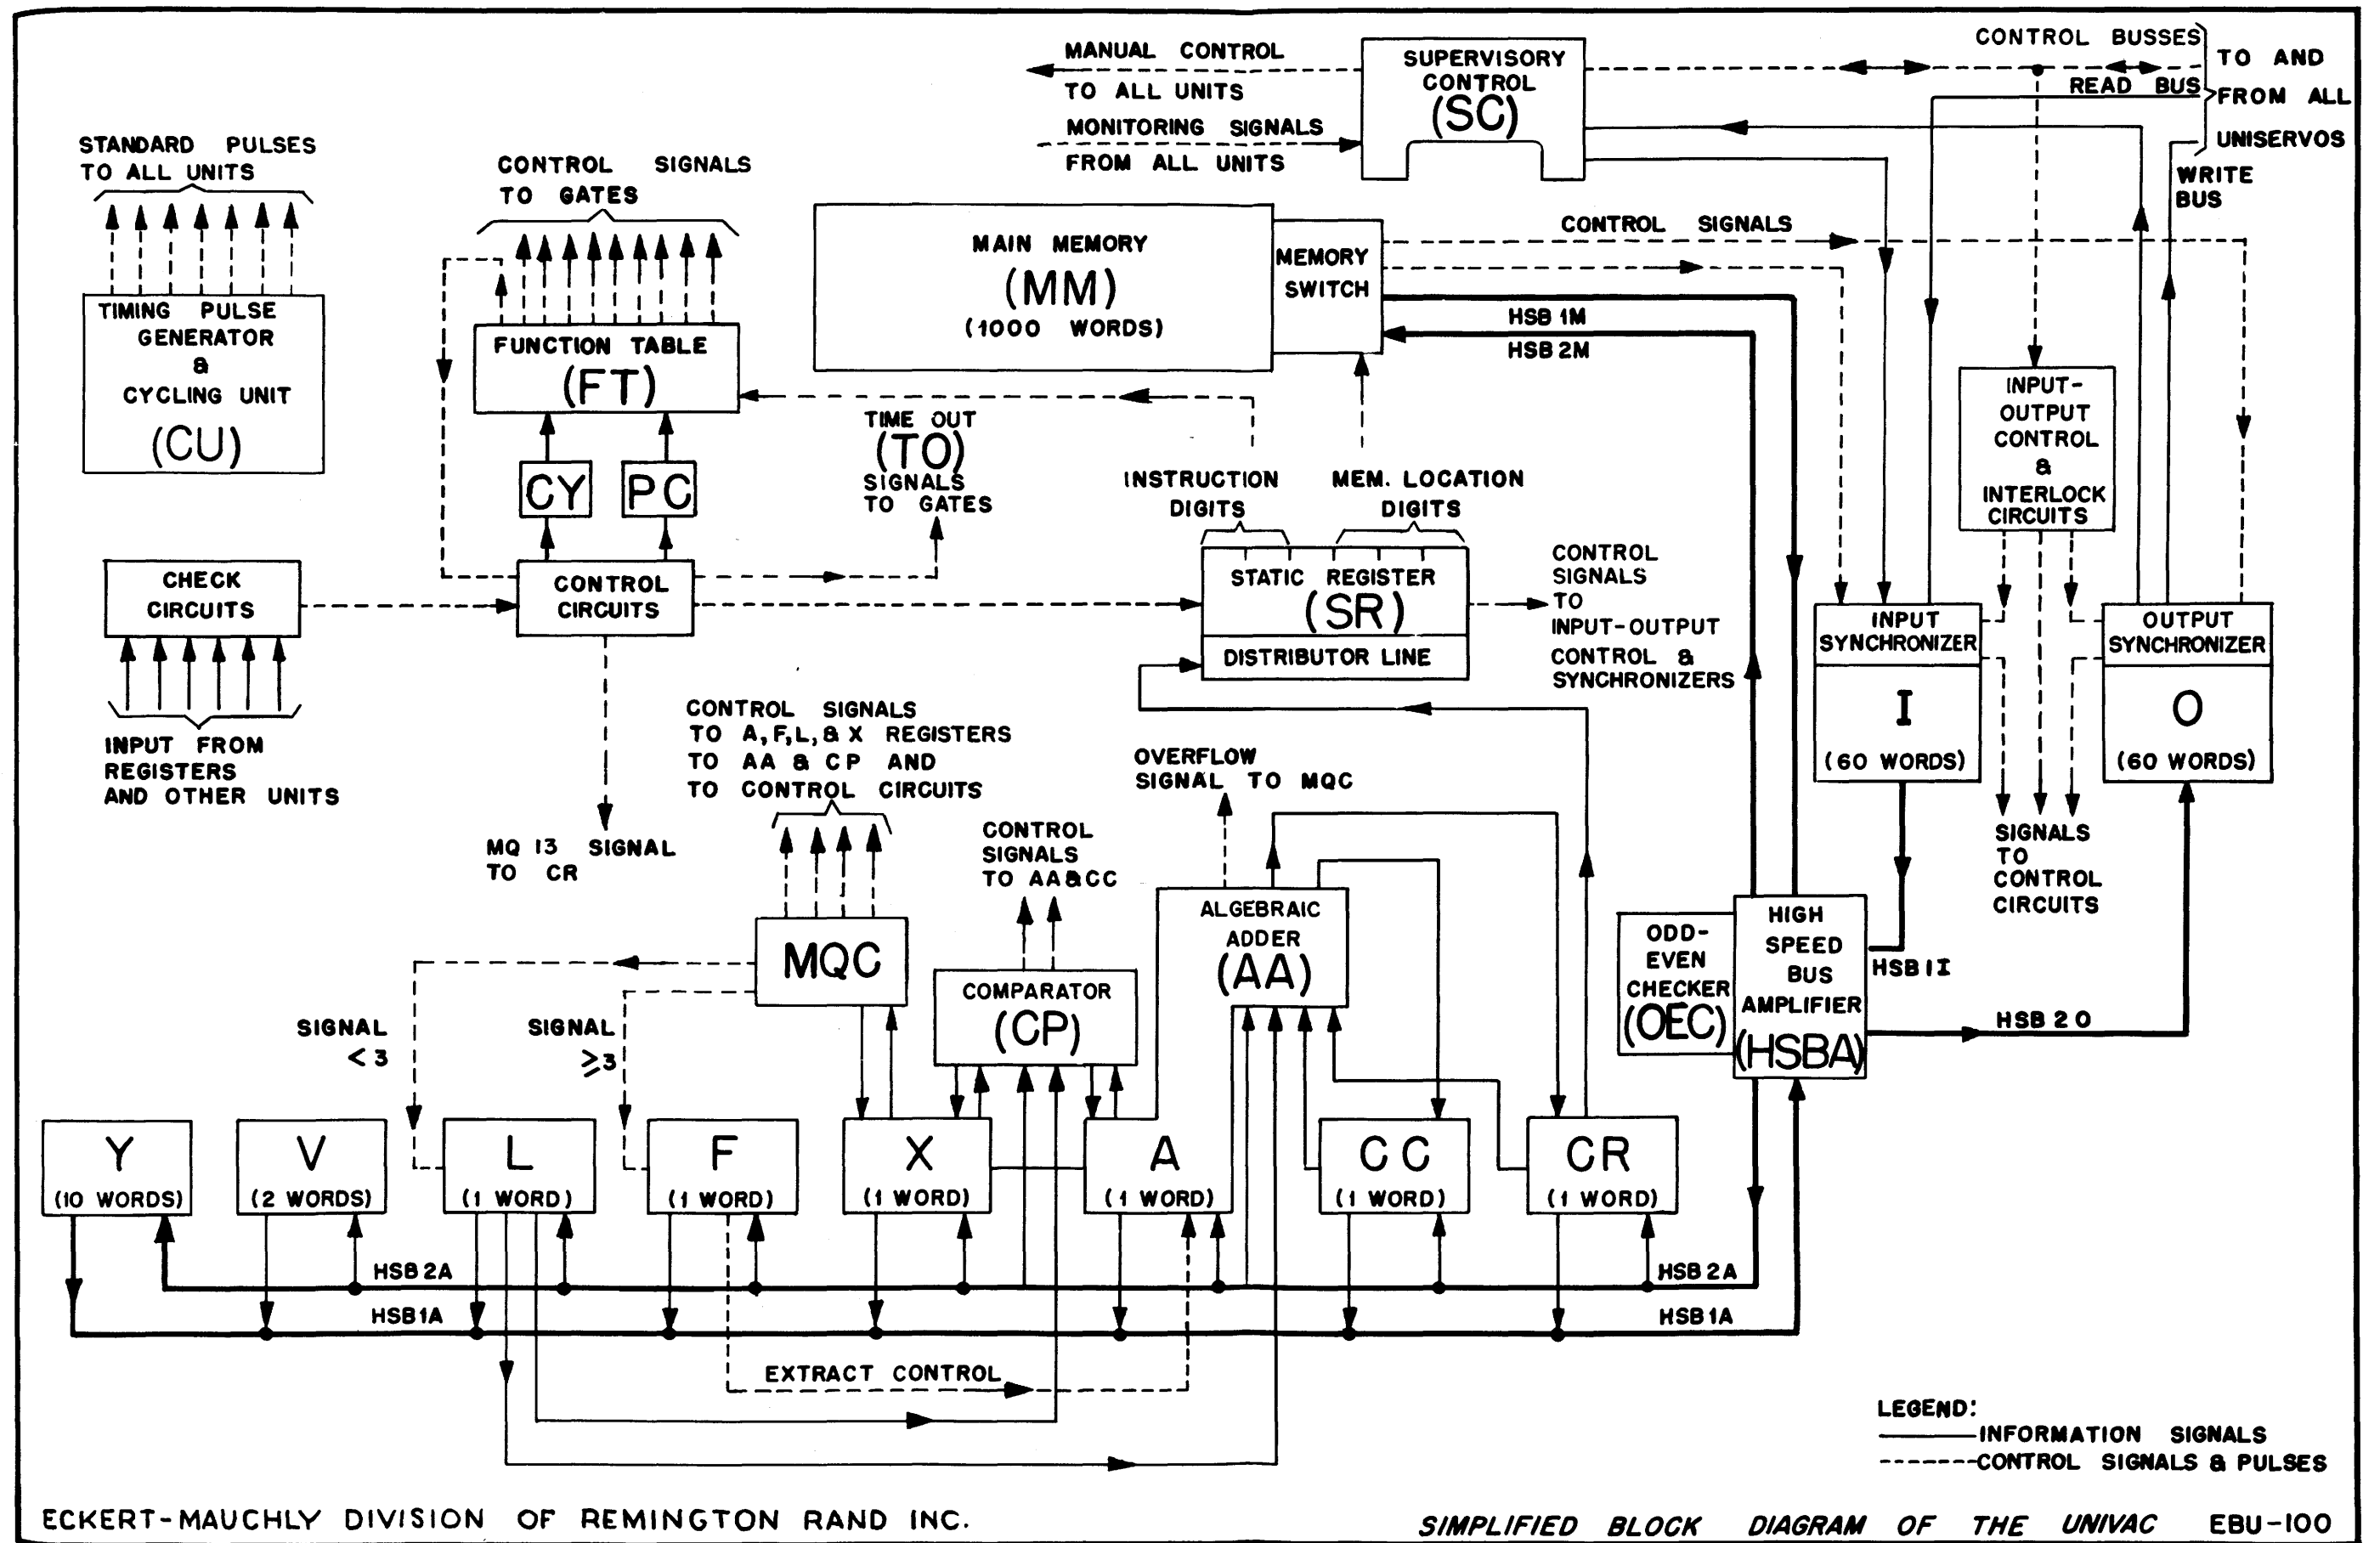 MANUAL CONTROL
TO ALL UNITS
MONITORING SIGNALS
FROM ALL UNITS
SUPERVISORY
CONTROL
(SC)
CONTROL BUSSES
READ BUS
TO AND
FROM ALL
UNISERVOS
WRITE
BUS
STANDARD PULSES
TO ALL UNITS
CONTROL SIGNALS
TO GATES
TIMING PULSE
GENERATOR
&
CYCLING UNIT
(CU)
FUNCTION TABLE
(FT)
MAIN MEMORY
(MM)
(1000 WORDS)
MEMORY
SWITCH
CONTROL SIGNALS
HSB 1M
HSB 2M
INPUT-
OUTPUT
CONTROL
&
INTERLOCK
CIRCUITS
TIME OUT
(TO)
SIGNALS
TO GATES
CY
PC
INSTRUCTION
DIGITS
MEM. LOCATION
DIGITS
CHECK
CIRCUITS
CONTROL
CIRCUITS
STATIC REGISTER
(SR)
DISTRIBUTOR LINE
CONTROL
SIGNALS
TO
INPUT-OUTPUT
CONTROL &
SYNCHRONIZERS
INPUT
SYNCHRONIZER
I
(60 WORDS)
OUTPUT
SYNCHRONIZER
O
(60 WORDS)
INPUT FROM
REGISTERS
AND OTHER UNITS
MQ 13 SIGNAL
TO CR
CONTROL SIGNALS
TO A,F,L,& X REGISTERS
TO AA & CP AND
TO CONTROL CIRCUITS
OVERFLOW
SIGNAL TO MQC
CONTROL
SIGNALS
TO AA&CC
SIGNALS
TO
CONTROL
CIRCUITS
MQC
COMPARATOR
(CP)
ALGEBRAIC
ADDER
(AA)
ODD-
EVEN
CHECKER
(OEC)
HIGH
SPEED
BUS
AMPLIFIER
(HSBA)
HSB1I
HSB 2O
SIGNAL
<3
SIGNAL
≥3
Y
(10 WORDS)
V
(2 WORDS)
L
(1 WORD)
F
(1 WORD)
X
(1 WORD)
A
(1 WORD)
CC
(1 WORD)
CR
(1 WORD)
HSB 2A
HSB 2A
HSB1A
HSB1A
EXTRACT CONTROL
LEGEND:
INFORMATION SIGNALS
CONTROL SIGNALS & PULSES
ECKERT-MAUCHLY DIVISION OF REMINGTON RAND INC.
SIMPLIFIED BLOCK DIAGRAM OF THE UNIVAC EBU-100